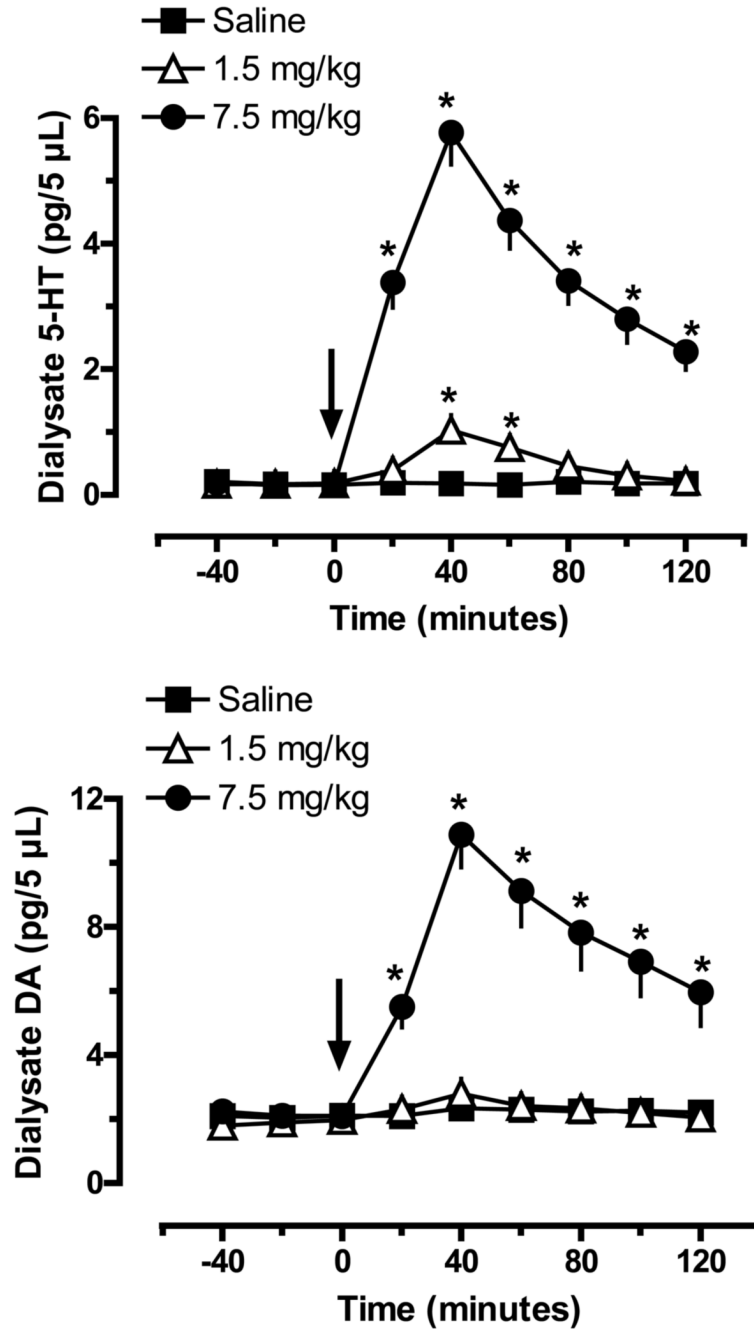 Saline
1.5 mg/kg
7.5 mg/kg
Dialysate 5-HT (pg/5 µL)
6
*
*
*
4
*
*
*
2
*
*
0
-40 0 40 80 120
Time (minutes)
Saline
1.5 mg/kg
7.5 mg/kg
Dialysate DA (pg/5 µL)
12
*
*
*
8
*
*
*
4
0
-40 0 40 80 120
Time (minutes)